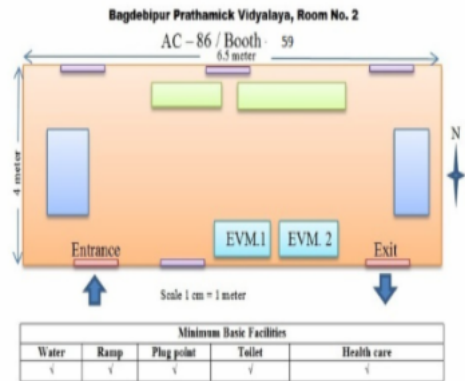 Bagdebipur Prathamick Vidyalaya, Room No. 2
AC – 86 / Booth - 59
6.5 meter
4 meter
N
EVM.1 EVM. 2
Entrance Exit
Scale 1 cm = 1 meter
Minimum Basic Facilities
Water Ramp Plug point Toilet Health care
√ √ √ √ √